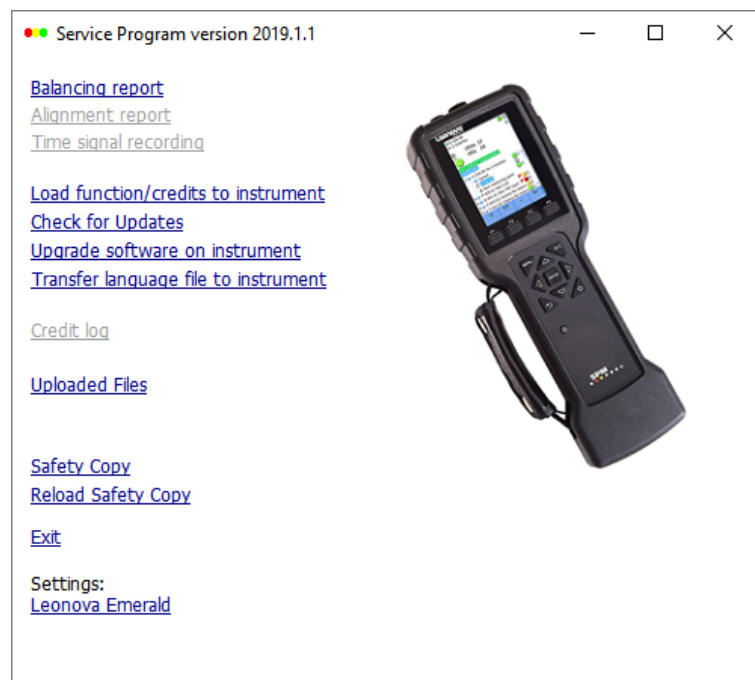 Service Program version 2019.1.1
Balancing report
Alignment report
Time signal recording
Load function/credits to instrument
Check for Updates
Upgrade software on instrument
Transfer language file to instrument
Credit log
Uploaded Files
Safety Copy
Reload Safety Copy
Exit
Settings:
Leonova Emerald
Leonova
SPM